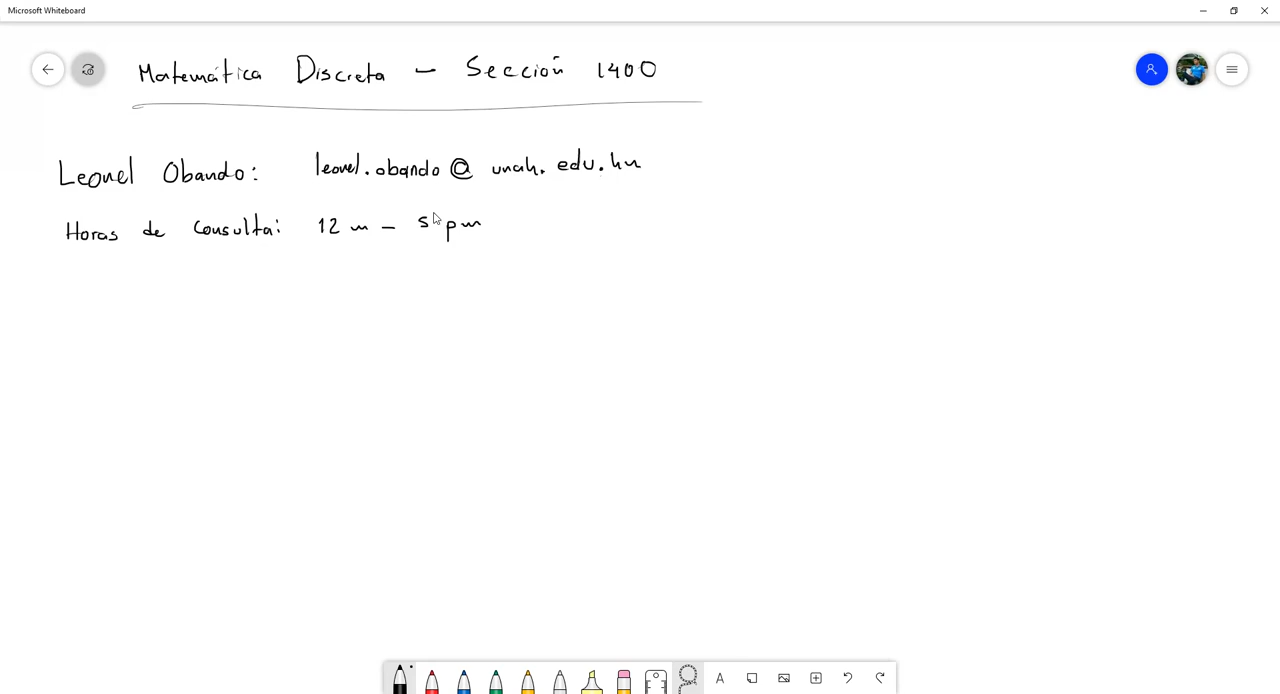 Microsoft Whiteboard
Matemática Discreta - Sección 1400
Leonel Obando: leonel.obando@unah.edu.hn
Horas de Consulta: 12 m - 5 pm
A